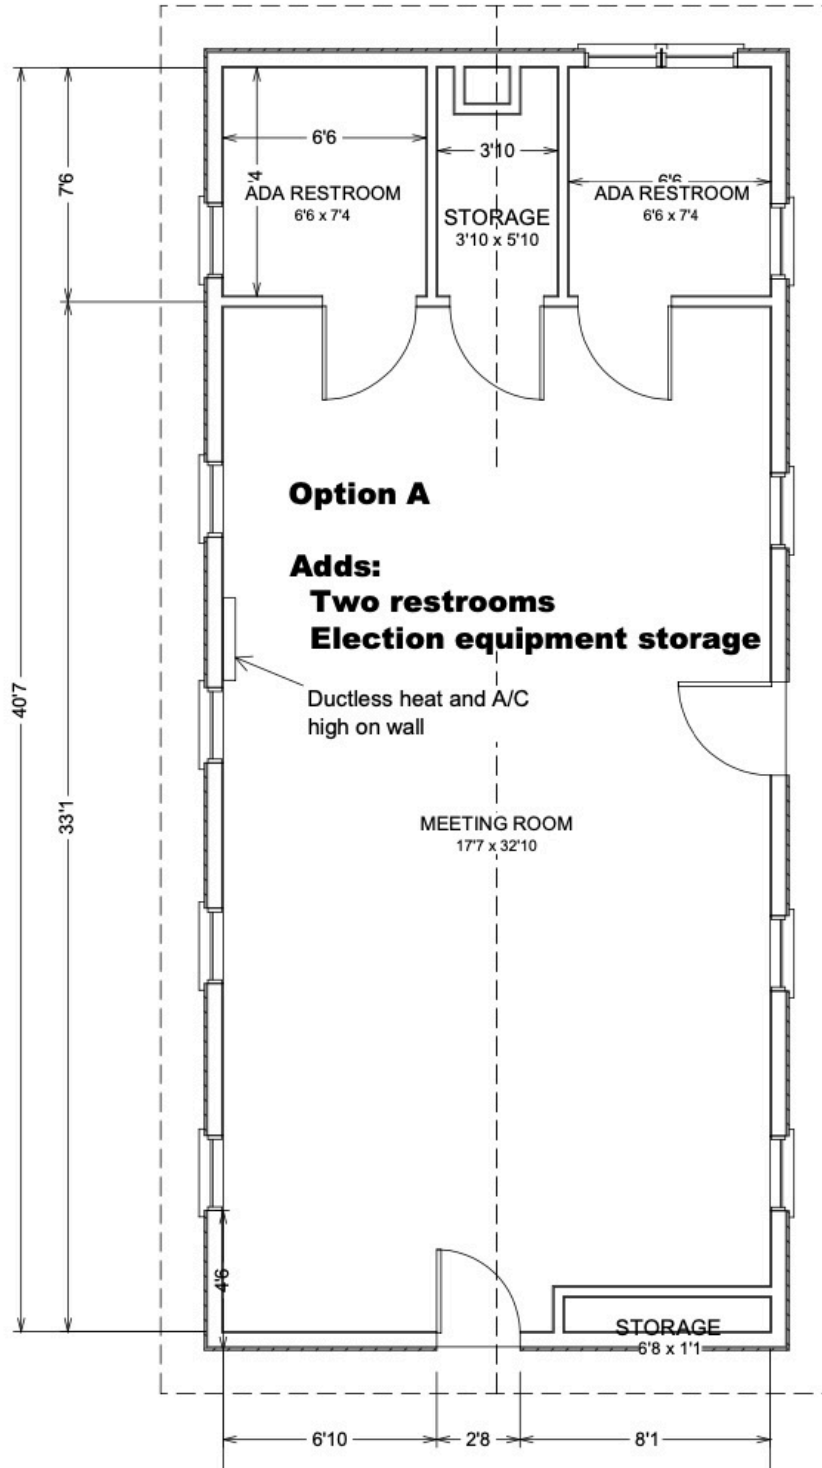 6'6
3'10
6'6
7'6
'4
ADA RESTROOM
6'6 x 7'4
STORAGE
3'10 x 5'10
ADA RESTROOM
6'6 x 7'4
Option A
Adds:
Two restrooms
Election equipment storage
Ductless heat and A/C
high on wall
40'7
33'1
MEETING ROOM
17'7 x 32'10
4'6
STORAGE
6'8 x 1'1
6'10
2'8
8'1